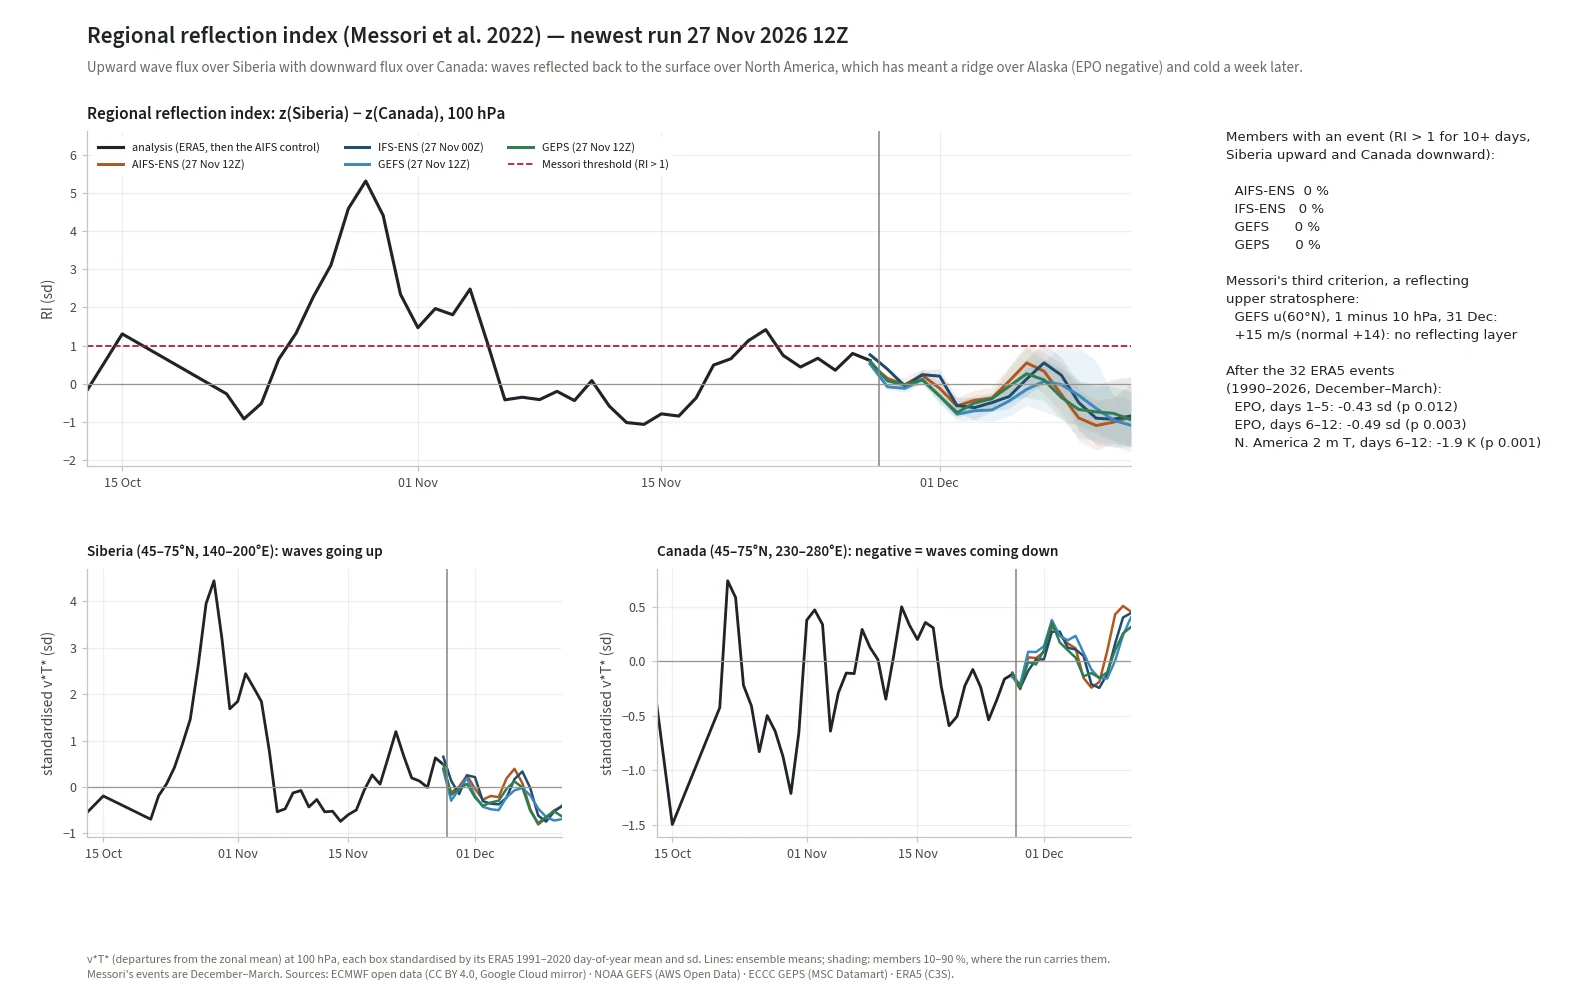 Regional reflection index (Messori et al. 2022) — newest run 27 Nov 2026 12Z
Upward wave flux over Siberia with downward flux over Canada: waves reflected back to the surface over North America, which has meant a ridge over Alaska (EPO negative) and cold a week later.
Regional reflection index: z(Siberia) − z(Canada), 100 hPa
analysis (ERA5, then the AIFS control)
AIFS-ENS (27 Nov 12Z)
IFS-ENS (27 Nov 00Z)
GEFS (27 Nov 12Z)
GEPS (27 Nov 12Z)
Messori threshold (RI > 1)
RI (sd)
6
5
4
3
2
1
0
−1
−2
15 Oct
01 Nov
15 Nov
01 Dec
Members with an event (RI > 1 for 10+ days,
Siberia upward and Canada downward):
AIFS-ENS 0 %
IFS-ENS 0 %
GEFS 0 %
GEPS 0 %
Messori's third criterion, a reflecting
upper stratosphere:
GEFS u(60°N), 1 minus 10 hPa, 31 Dec:
+15 m/s (normal +14): no reflecting layer
After the 32 ERA5 events
(1990–2026, December–March):
EPO, days 1–5: -0.43 sd (p 0.012)
EPO, days 6–12: -0.49 sd (p 0.003)
N. America 2 m T, days 6–12: -1.9 K (p 0.001)
Siberia (45–75°N, 140–200°E): waves going up
standardised v*T* (sd)
4
3
2
1
0
−1
15 Oct
01 Nov
15 Nov
01 Dec
Canada (45–75°N, 230–280°E): negative = waves coming down
standardised v*T* (sd)
0.5
0.0
−0.5
−1.0
−1.5
15 Oct
01 Nov
15 Nov
01 Dec
v*T* (departures from the zonal mean) at 100 hPa, each box standardised by its ERA5 1991–2020 day-of-year mean and sd. Lines: ensemble means; shading: members 10–90 %, where the run carries them.
Messori's events are December–March. Sources: ECMWF open data (CC BY 4.0, Google Cloud mirror) · NOAA GEFS (AWS Open Data) · ECCC GEPS (MSC Datamart) · ERA5 (C3S).